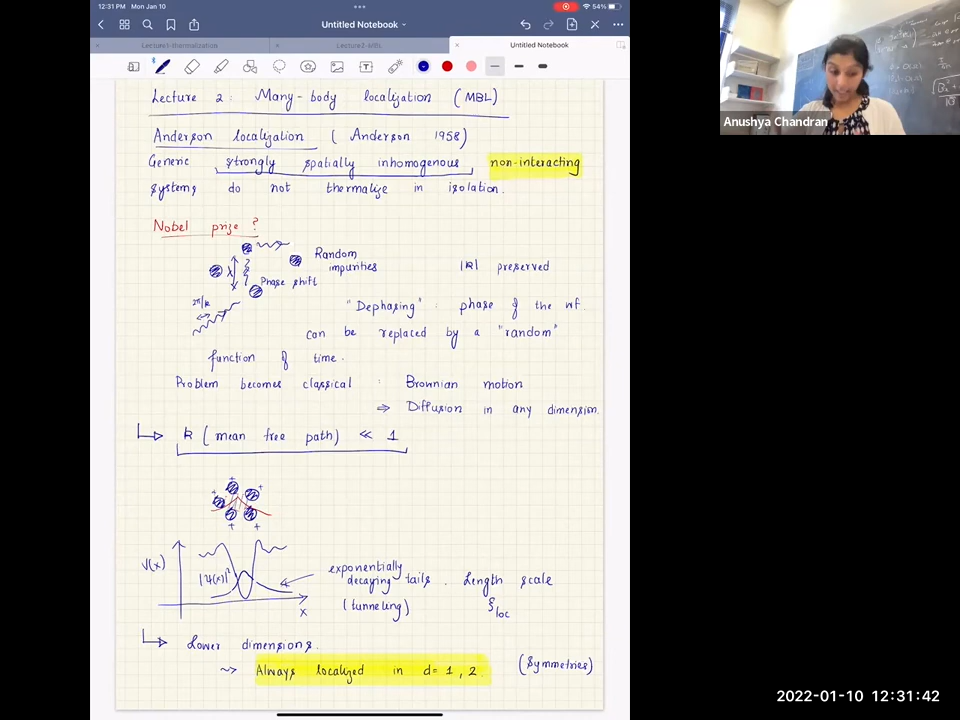 12:31 PM Mon Jan 10
54%
Untitled Notebook
Lecture1-thermalization
Lecture2-MBL
Untitled Notebook
Lecture 2: Many-body localization (MBL)
Anderson localization (Anderson 1958)
Generic strongly spatially inhomogenous non-interacting
systems do not thermalize in isolation.
Nobel prize?
Random
impurities
|k| preserved
λ
Phase shift
2π/k
"Dephasing": phase of the wf.
can be replaced by a "random"
function of time.
Problem becomes classical : Brownian motion
⇒ Diffusion in any dimension.
k (mean free path) ≪ 1
+ + + + +
V(x)
|Ψ(x)|²
x
exponentially
decaying tails. Length scale
(tunneling) ξloc
Lower dimensions.
⇝ Always localized in d= 1, 2. (Symmetries)
Anushya Chandran
2022-01-10 12:31:42